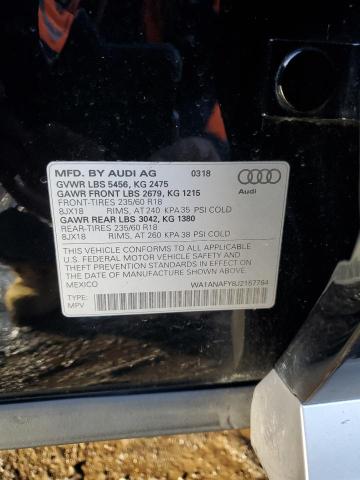 MFD. BY AUDI AG 0318
GVWR LBS 5456, KG 2475
GAWR FRONT LBS 2679, KG 1215
FRONT-TIRES 235/60 R18
8JX18 RIMS, AT 240 KPA 35 PSI COLD
GAWR REAR LBS 3042, KG 1380
REAR-TIRES 235/60 R18
8JX18 RIMS, AT 260 KPA 38 PSI COLD
Audi
THIS VEHICLE CONFORMS TO ALL APPLICABLE
U.S. FEDERAL MOTOR VEHICLE SAFETY AND
THEFT PREVENTION STANDARDS IN EFFECT ON
THE DATE OF MANUFACTURE SHOWN ABOVE
MEXICO WA1ANAFY8J2157764
TYPE:
MPV